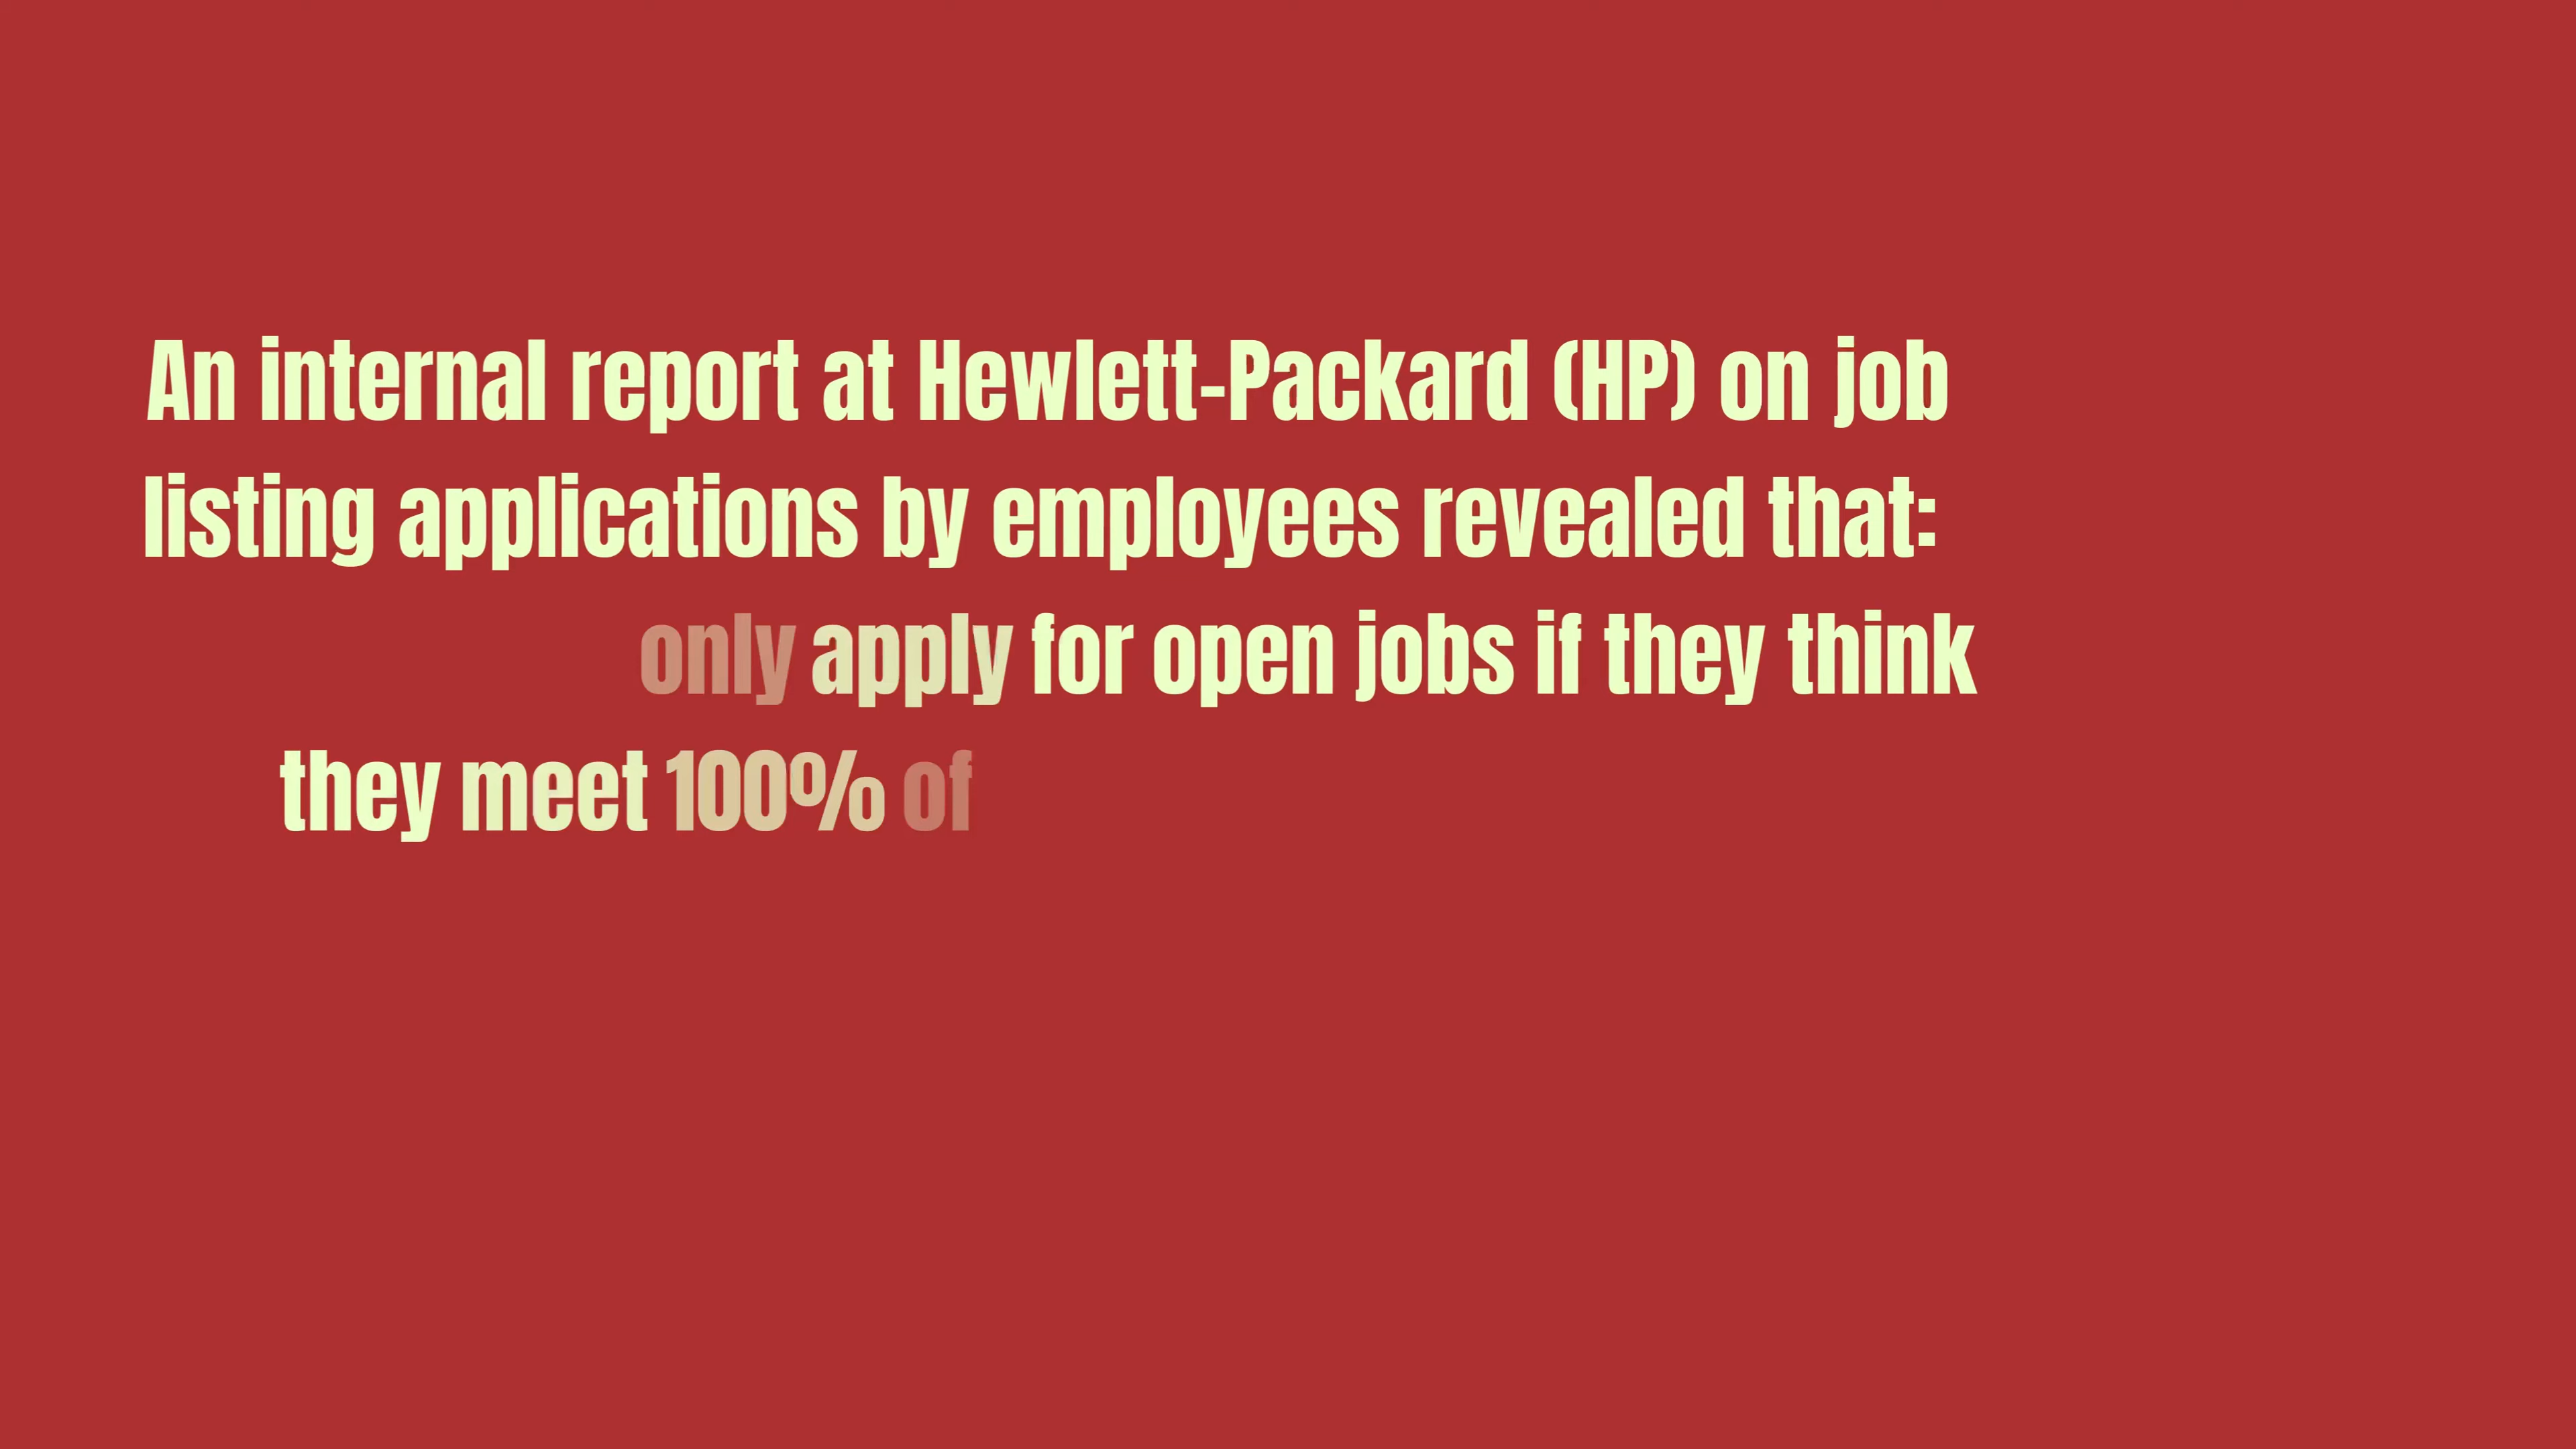 An internal report at Hewlett-Packard (HP) on job
listing applications by employees revealed that:
only apply for open jobs if they think
they meet 100% of